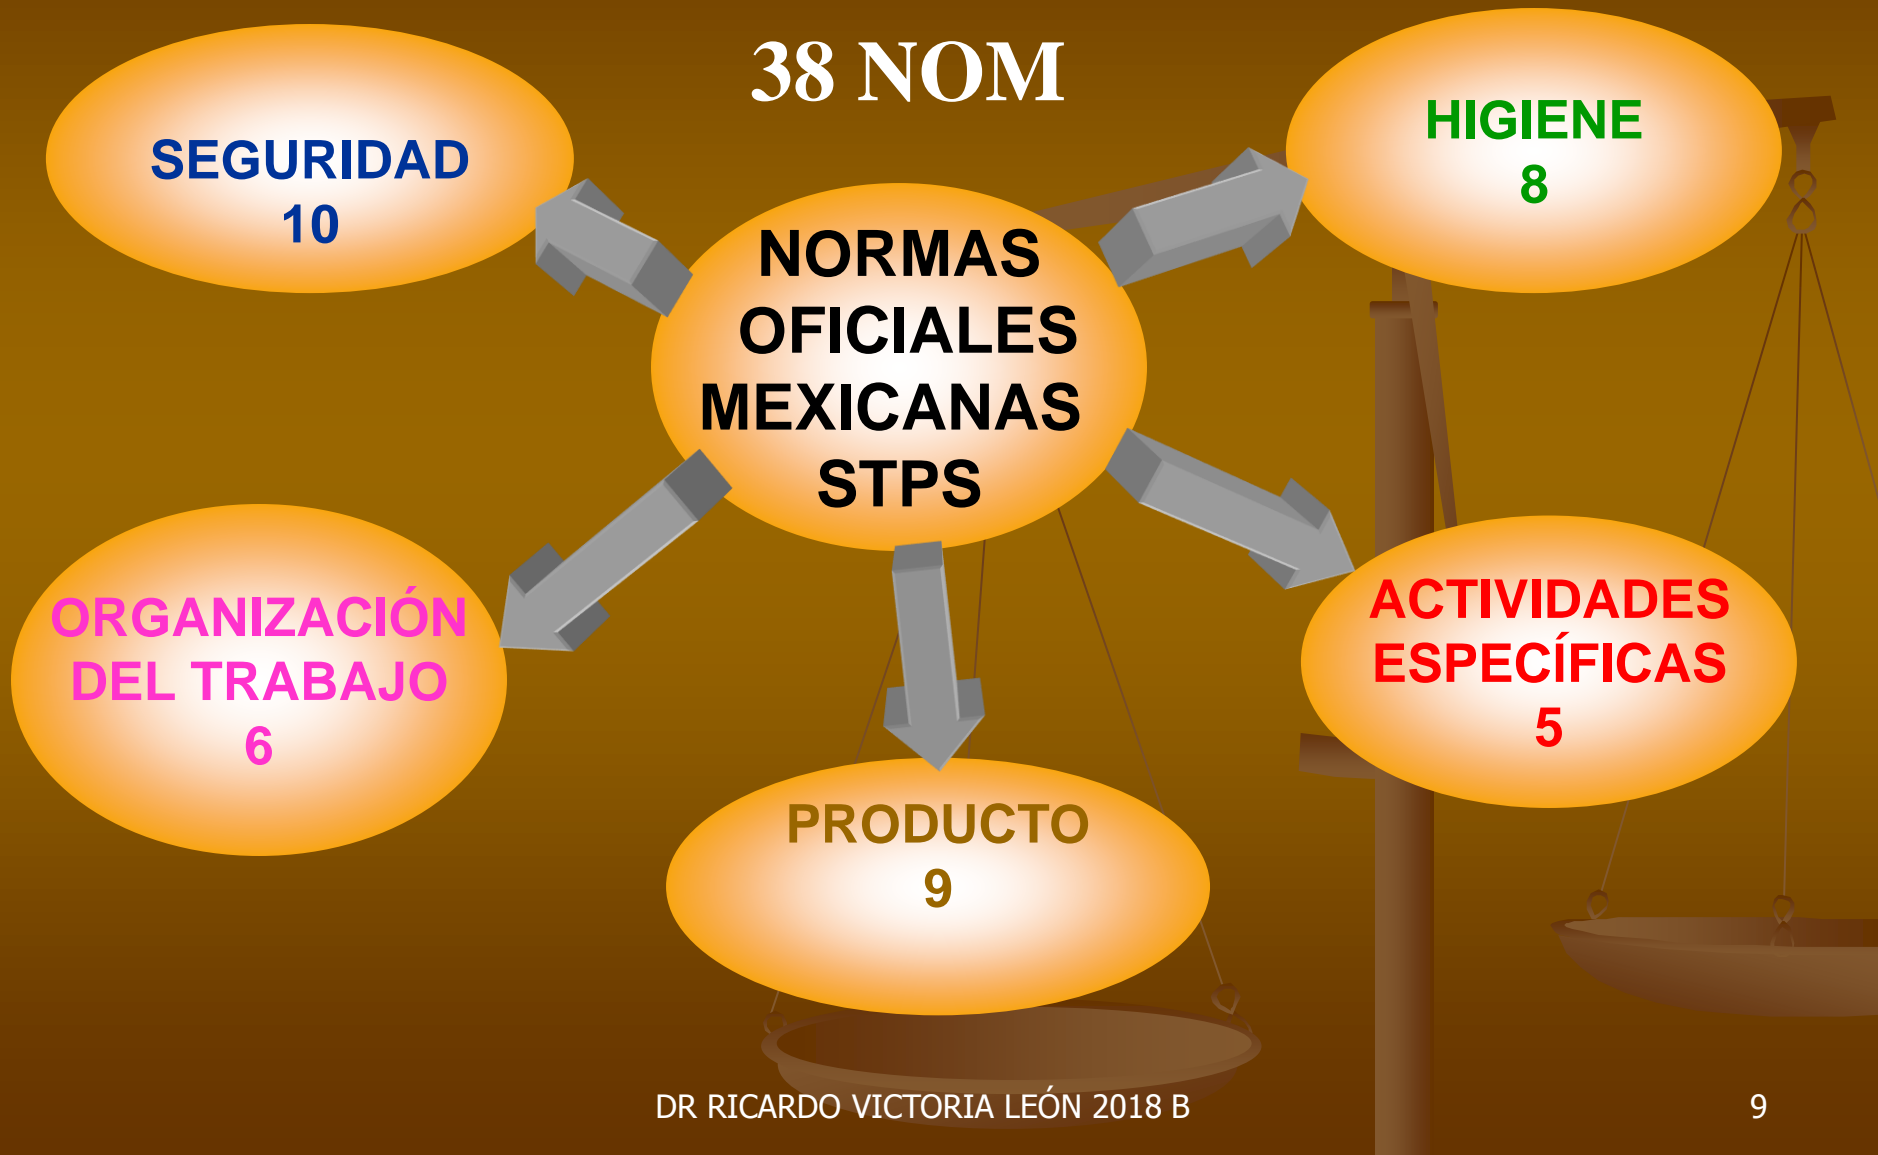 38 NOM
SEGURIDAD
10
HIGIENE
8
NORMAS
OFICIALES
MEXICANAS
STPS
ORGANIZACIÓN
DEL TRABAJO
6
ACTIVIDADES
ESPECÍFICAS
5
PRODUCTO
9
DR RICARDO VICTORIA LEÓN 2018 B
9